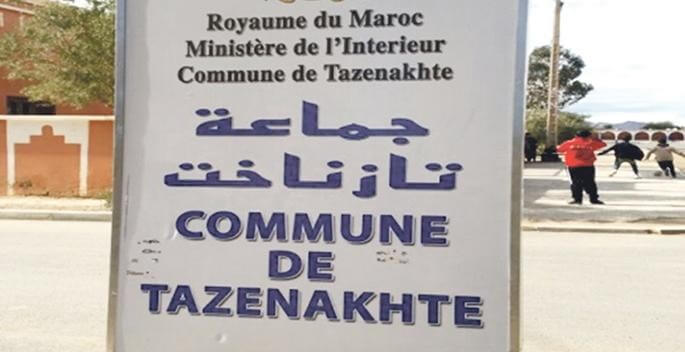 Royaume du Maroc
Ministère de l'Interieur
Commune de Tazenakhte
جماعة
تازناخت
COMMUNE
DE
TAZENAKHTE